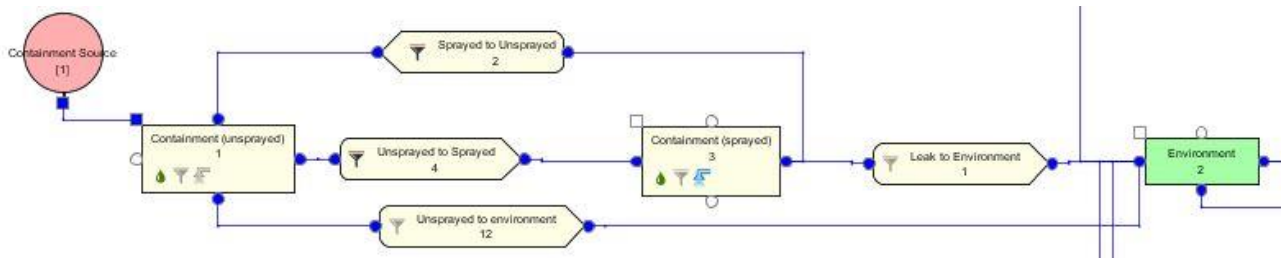 Containment Source
[1]
Sprayed to Unsprayed
2
Containment (unsprayed)
1
Unsprayed to Sprayed
4
Containment (sprayed)
3
Leak to Environment
1
Environment
2
Unsprayed to environment
12